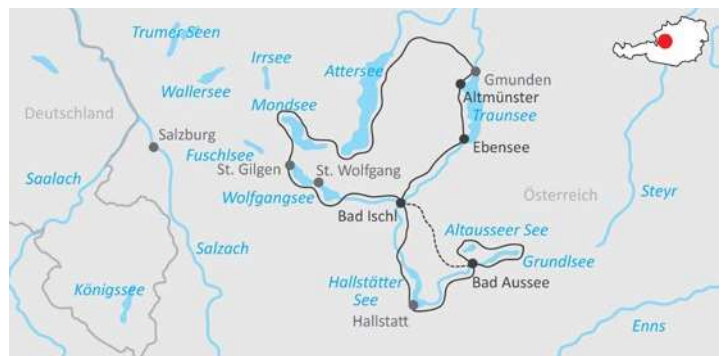 Trumer Seen
Irrsee
Attersee
Wallersee
Gmunden
Altmünster
Mondsee
Traunsee
Deutschland
Salzburg
Fuschlsee
Ebensee
St. Gilgen
St. Wolfgang
Saalach
Wolfgangsee
Österreich
Steyr
Bad Ischl
Altausseer See
Salzach
Grundlsee
Hallstätter
See
Bad Aussee
Königssee
Hallstatt
Enns